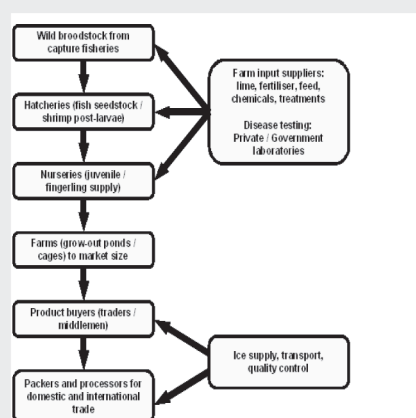 Wild broodstock from
capture fisheries
Farm input suppliers:
lime, fertiliser, feed,
chemicals, treatments
Disease testing:
Private / Government
laboratories
Hatcheries (fish seedstock /
shrimp post-larvae)
Nurseries (juvenile /
fingerling supply)
Farms (grow-out ponds /
cages) to market size
Product buyers (traders /
middlemen)
Ice supply, transport,
quality control
Packers and processors for
domestic and international
trade